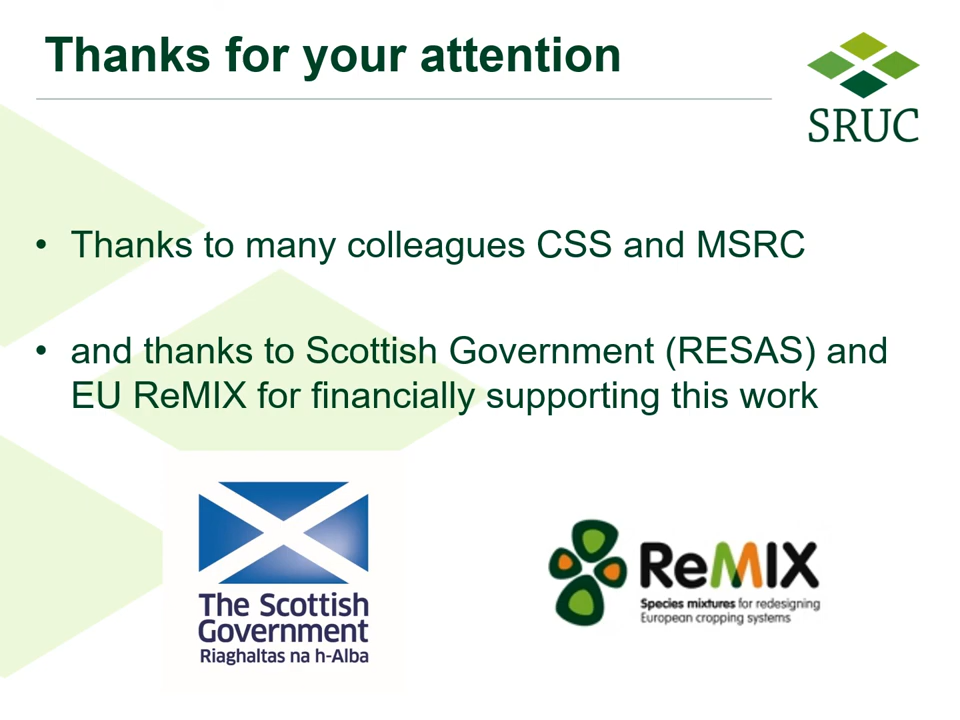 Thanks for your attention
SRUC
• Thanks to many colleagues CSS and MSRC
• and thanks to Scottish Government (RESAS) and
EU ReMIX for financially supporting this work
The Scottish
Government
Riaghaltas na h-Alba
ReMIX
Species mixtures for redesigning
European cropping systems